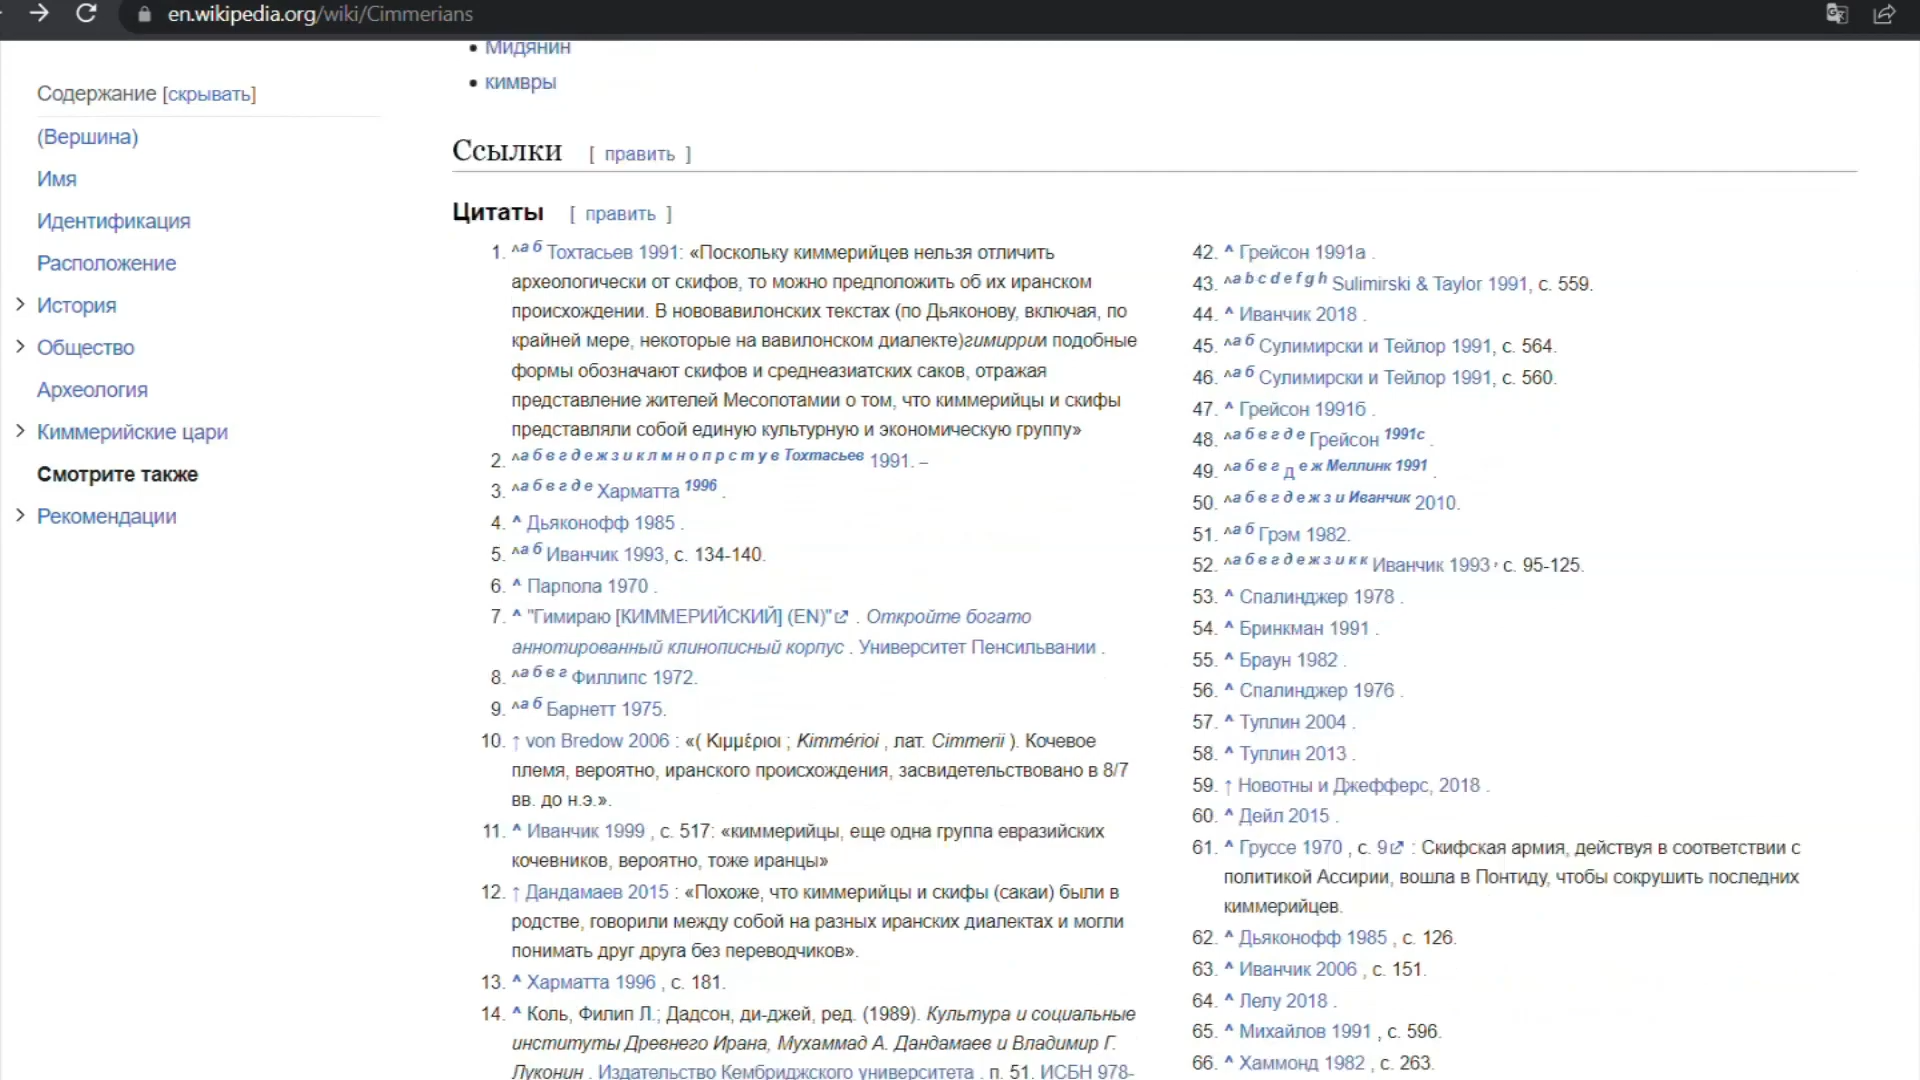 en.wikipedia.org/wiki/Cimmerians
Содержание [скрывать]
(Вершина)
Имя
Идентификация
Расположение
История
Общество
Археология
Киммерийские цари
Смотрите также
Рекомендации
• Мидянин
• кимвры
Ссылки [ править ]
Цитаты [ править ]
1. ^ а б Тохтасьев 1991: «Поскольку киммерийцев нельзя отличить
археологически от скифов, то можно предположить об их иранском
происхождении. В нововавилонских текстах (по Дьяконову, включая, по
крайней мере, некоторые на вавилонском диалекте)гимиррии подобные
формы обозначают скифов и среднеазиатских саков, отражая
представление жителей Месопотамии о том, что киммерийцы и скифы
представляли собой единую культурную и экономическую группу»
2. ^ а б в г д е ж з и к л м н о п р с т у в Тохтасьев 1991. –
3. ^ а б в г д е Харматта 1996 .
4. ^ Дьяконофф 1985 .
5. ^ а б Иванчик 1993, с. 134-140.
6. ^ Парпола 1970 .
7. ^ "Гимираю [КИММЕРИЙСКИЙ] (EN)" . Откройте богато
аннотированный клинописный корпус . Университет Пенсильвании .
8. ^ а б в г Филлипс 1972.
9. ^ а б Барнетт 1975.
10. ↑ von Bredow 2006 : «( Κιμμέριοι ; Kimmérioi , лат. Cimmerii ). Кочевое
племя, вероятно, иранского происхождения, засвидетельствовано в 8/7
вв. до н.э.».
11. ^ Иванчик 1999 , с. 517: «киммерийцы, еще одна группа евразийских
кочевников, вероятно, тоже иранцы»
12. ↑ Дандамаев 2015 : «Похоже, что киммерийцы и скифы (сакаи) были в
родстве, говорили между собой на разных иранских диалектах и могли
понимать друг друга без переводчиков».
13. ^ Харматта 1996 , с. 181.
14. ^ Коль, Филип Л.; Дадсон, ди-джей, ред. (1989). Культура и социальные
институты Древнего Ирана, Мухаммад А. Дандамаев и Владимир Г.
Луконин . Издательство Кембриджского университета . п. 51. ИСБН 978-
42. ^ Грейсон 1991а .
43. ^ a b c d e f g h Sulimirski & Taylor 1991, с. 559.
44. ^ Иванчик 2018 .
45. ^ а б Сулимирски и Тейлор 1991, с. 564.
46. ^ а б Сулимирски и Тейлор 1991, с. 560.
47. ^ Грейсон 1991б .
48. ^ а б в г д е Грейсон 1991с .
49. ^ а б в г д е ж Меллинк 1991 .
50. ^ а б в г д е ж з и Иванчик 2010.
51. ^ а б Грэм 1982.
52. ^ а б в г д е ж з и к к Иванчик 1993 , с. 95-125.
53. ^ Спалинджер 1978 .
54. ^ Бринкман 1991 .
55. ^ Браун 1982 .
56. ^ Спалинджер 1976 .
57. ^ Туплин 2004 .
58. ^ Туплин 2013 .
59. ↑ Новотны и Джефферс, 2018 .
60. ^ Дейл 2015 .
61. ^ Груссе 1970 , с. 9 : Скифская армия, действуя в соответствии с
политикой Ассирии, вошла в Понтиду, чтобы сокрушить последних
киммерийцев.
62. ^ Дьяконофф 1985 , с. 126.
63. ^ Иванчик 2006 , с. 151.
64. ^ Лелу 2018 .
65. ^ Михайлов 1991 , с. 596.
66. ^ Хаммонд 1982 , с. 263.